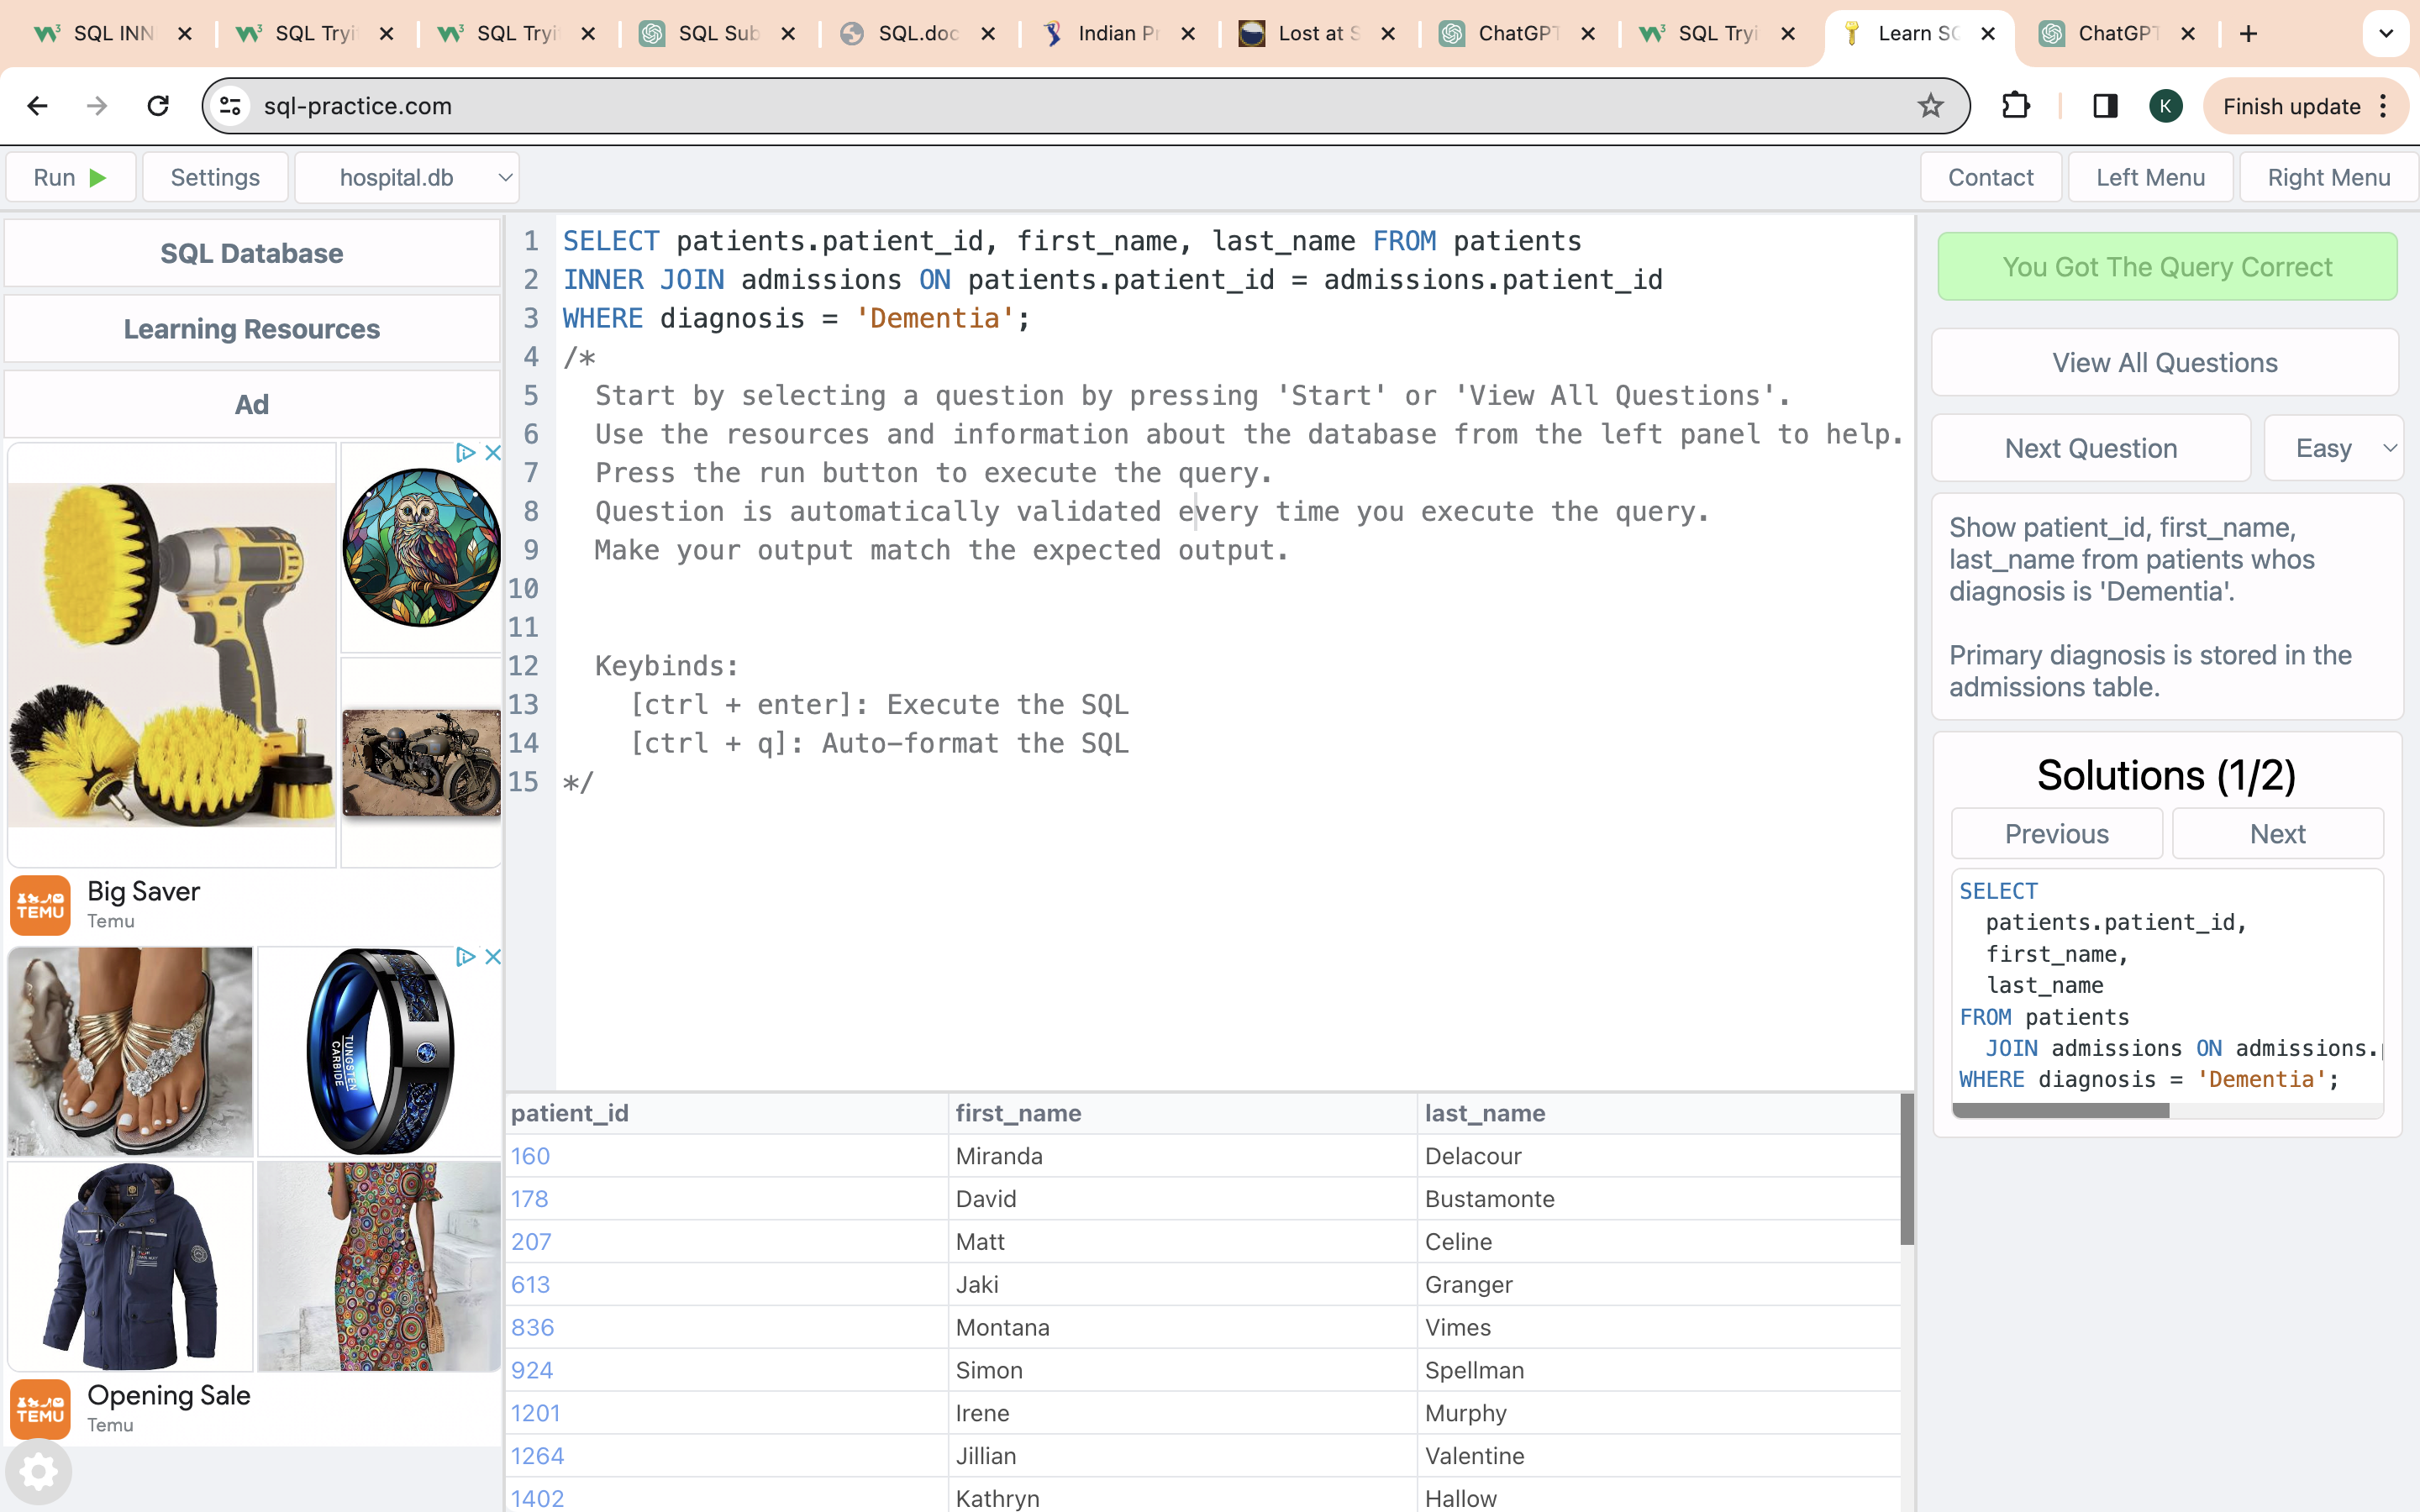 SQL INN
SQL Tryi
SQL Tryi
SQL Sub
SQL.doc
Indian P
Lost at S
ChatGPT
SQL Tryi
Learn SQ
ChatGPT
sql-practice.com
K
Finish update
Run
Settings
hospital.db
Contact
Left Menu
Right Menu
SQL Database
Learning Resources
Ad
TEMU
Big Saver
Temu
TUNGSTEN
CARBIDE
TEMU
Opening Sale
Temu
1 SELECT patients.patient_id, first_name, last_name FROM patients
2 INNER JOIN admissions ON patients.patient_id = admissions.patient_id
3 WHERE diagnosis = 'Dementia';
4 /*
5 Start by selecting a question by pressing 'Start' or 'View All Questions'.
6 Use the resources and information about the database from the left panel to help.
7 Press the run button to execute the query.
8 Question is automatically validated every time you execute the query.
9 Make your output match the expected output.
10
11
12 Keybinds:
13 [ctrl + enter]: Execute the SQL
14 [ctrl + q]: Auto-format the SQL
15 */
patient_id first_name last_name
160 Miranda Delacour
178 David Bustamonte
207 Matt Celine
613 Jaki Granger
836 Montana Vimes
924 Simon Spellman
1201 Irene Murphy
1264 Jillian Valentine
1402 Kathryn Hallow
You Got The Query Correct
View All Questions
Next Question
Easy
Show patient_id, first_name,
last_name from patients whos
diagnosis is 'Dementia'.
Primary diagnosis is stored in the
admissions table.
Solutions (1/2)
Previous
Next
SELECT
patients.patient_id,
first_name,
last_name
FROM patients
JOIN admissions ON admissions.
WHERE diagnosis = 'Dementia';